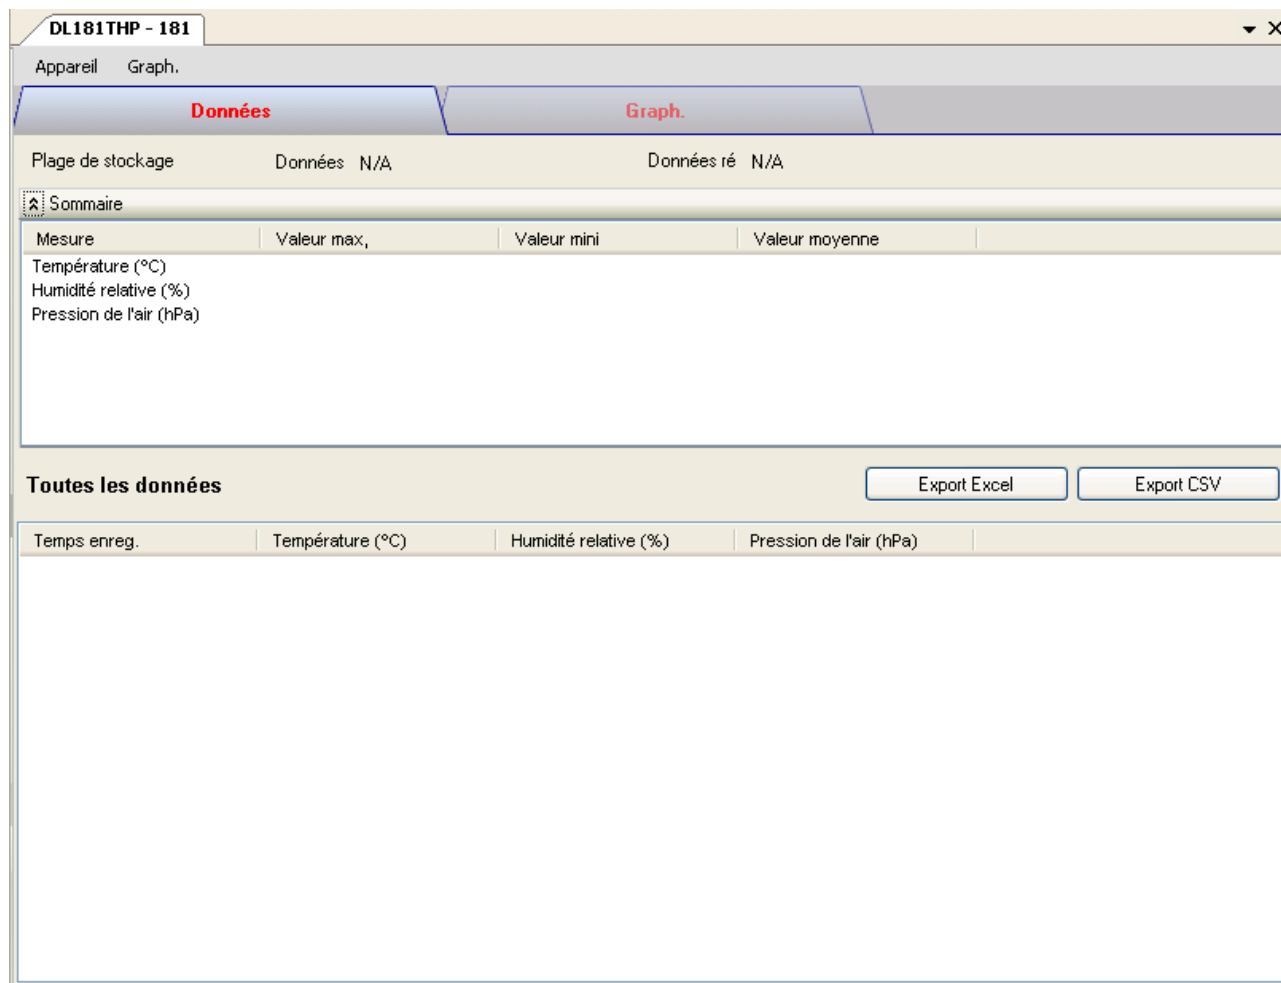 DL181THP - 181
Appareil Graph.
Données Graph.
Plage de stockage Données N/A Données ré N/A
Sommaire
Mesure Valeur max, Valeur mini Valeur moyenne
Température (°C)
Humidité relative (%)
Pression de l'air (hPa)
Toutes les données Export Excel Export CSV
Temps enreg. Température (°C) Humidité relative (%) Pression de l'air (hPa)